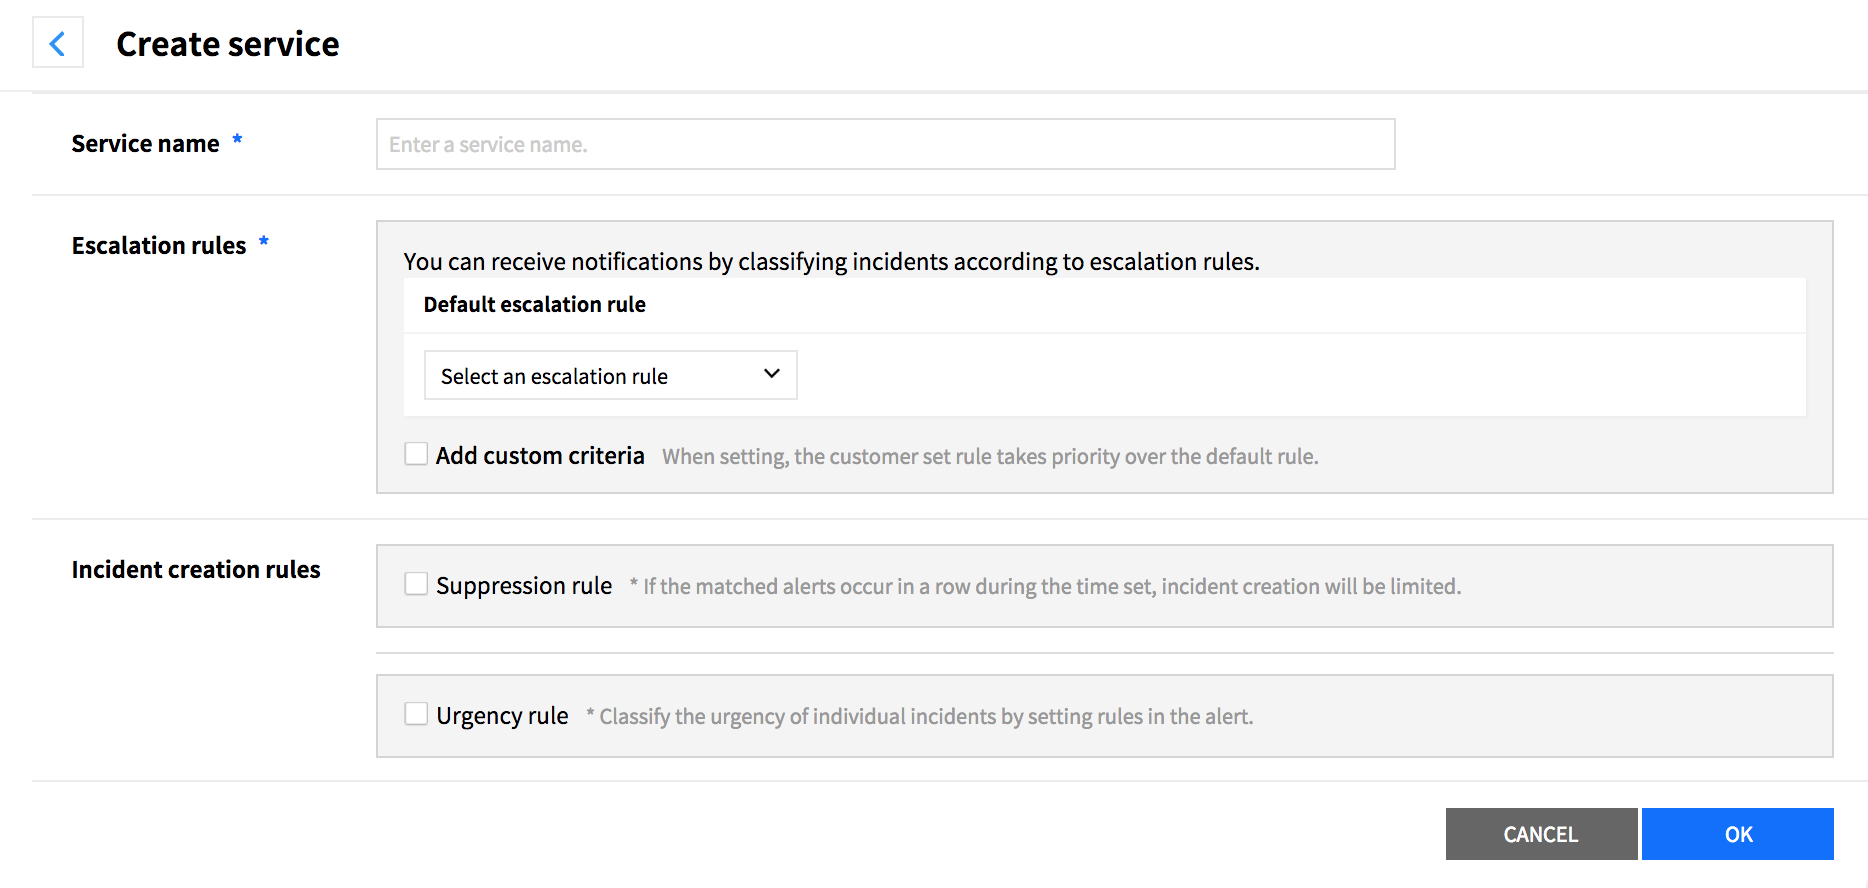 Create service
Service name *
Enter a service name.
Escalation rules *
You can receive notifications by classifying incidents according to escalation rules.
Default escalation rule
Select an escalation rule
Add custom criteria When setting, the customer set rule takes priority over the default rule.
Incident creation rules
Suppression rule * If the matched alerts occur in a row during the time set, incident creation will be limited.
Urgency rule * Classify the urgency of individual incidents by setting rules in the alert.
CANCEL OK